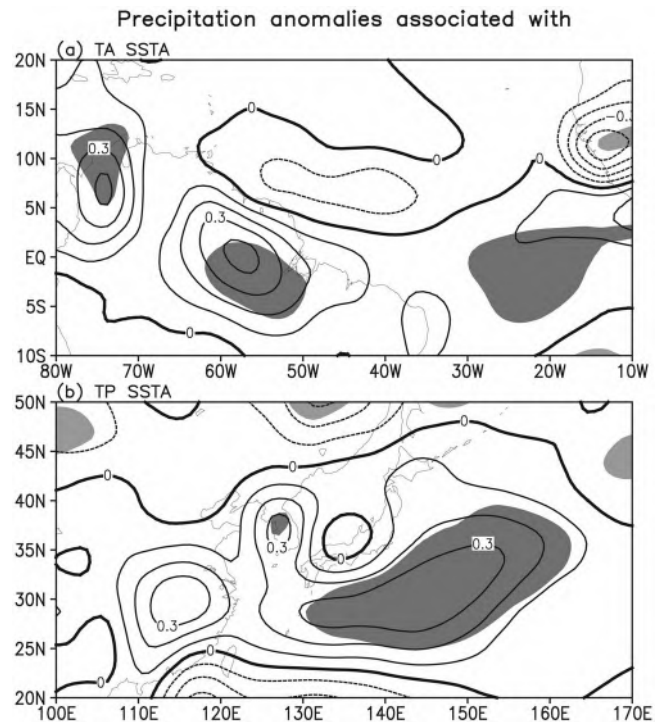 Precipitation anomalies associated with
(a) TA SSTA
20N
15N
10N
5N
EQ
5S
10S
0
0
0
0
0.3
0.3
-0.3
80W 70W 60W 50W 40W 30W 20W 10W
(b) TP SSTA
50N
45N
40N
35N
30N
25N
20N
0
0
0
0
0
0.3
0.3
0.3
100E 110E 120E 130E 140E 150E 160E 170E